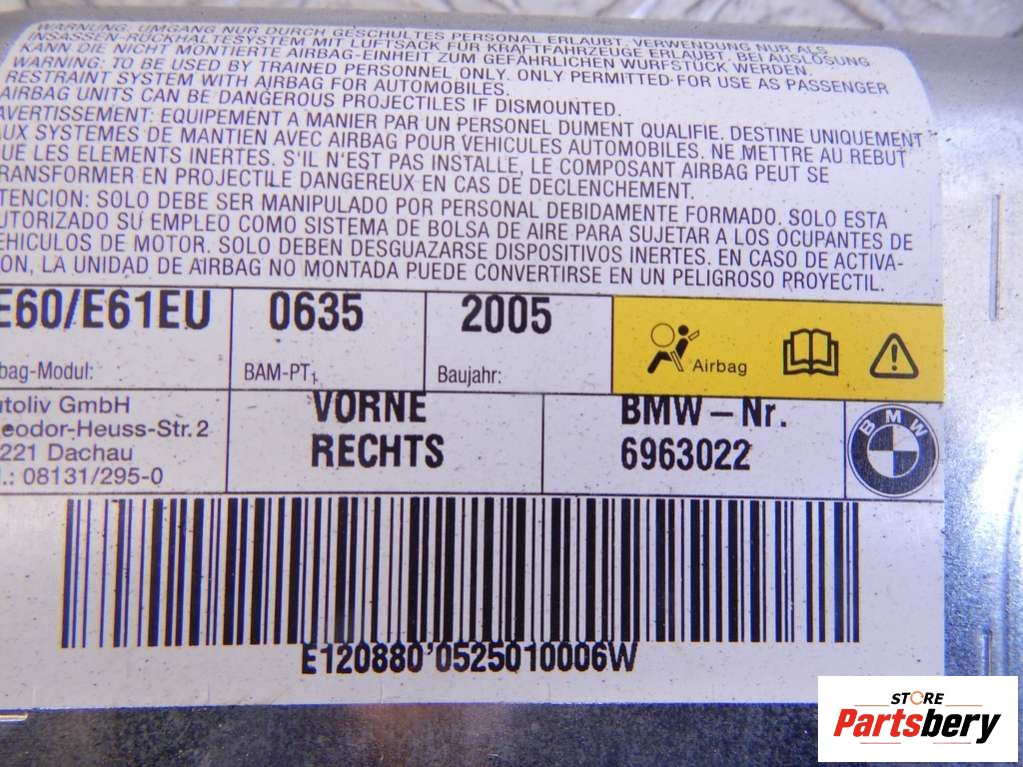 WARNUNG: UMGANG NUR DURCH GESCHULTES PERSONAL ERLAUBT. VERWENDUNG NUR ALS
INSASSEN-RÜCKHALTESYSTEM MIT LUFTSACK FÜR KRAFTFAHRZEUGE ERLAUBT. BEI AUSLÖSUNG
KANN DIE NICHT MONTIERTE AIRBAG-EINHEIT ZUM GEFÄHRLICHEN WURFSTÜCK WERDEN.
WARNING: TO BE USED BY TRAINED PERSONNEL ONLY. ONLY PERMITTED FOR USE AS PASSENGER
RESTRAINT SYSTEM WITH AIRBAG FOR AUTOMOBILES.
AIRBAG UNITS CAN BE DANGEROUS PROJECTILES IF DISMOUNTED.
AVERTISSEMENT: EQUIPEMENT A MANIER PAR UN PERSONEL DUMENT QUALIFIE. DESTINE UNIQUEMENT
AUX SYSTEMES DE MANTIEN AVEC AIRBAG POUR VEHICULES AUTOMOBILES. NE METTRE AU REBUT
QUE LES ELEMENTS INERTES. S'IL N'EST PAS INSTALLE, LE COMPOSANT AIRBAG PEUT SE
TRANSFORMER EN PROJECTILE DANGEREUX EN CAS DE DECLENCHEMENT.
ATENCION: SOLO DEBE SER MANIPULADO POR PERSONAL DEBIDAMENTE FORMADO. SOLO ESTA
AUTORIZADO SU EMPLEO COMO SISTEMA DE BOLSA DE AIRE PARA SUJETAR A LOS OCUPANTES DE
VEHICULOS DE MOTOR. SOLO DEBEN DESGUAZARSE DISPOSITIVOS INERTES. EN CASO DE ACTIVA-
ION, LA UNIDAD DE AIRBAG NO MONTADA PUEDE CONVERTIRSE EN UN PELIGROSO PROYECTIL.
E60/E61EU 0635 2005
bag-Modul: BAM-PT1 Baujahr: Airbag
utoliv GmbH VORNE BMW – Nr.
eodor-Heuss-Str.2 RECHTS 6963022 BMW
221 Dachau
l.: 08131/295-0
E120880'0525010006W
STORE
Partsbery